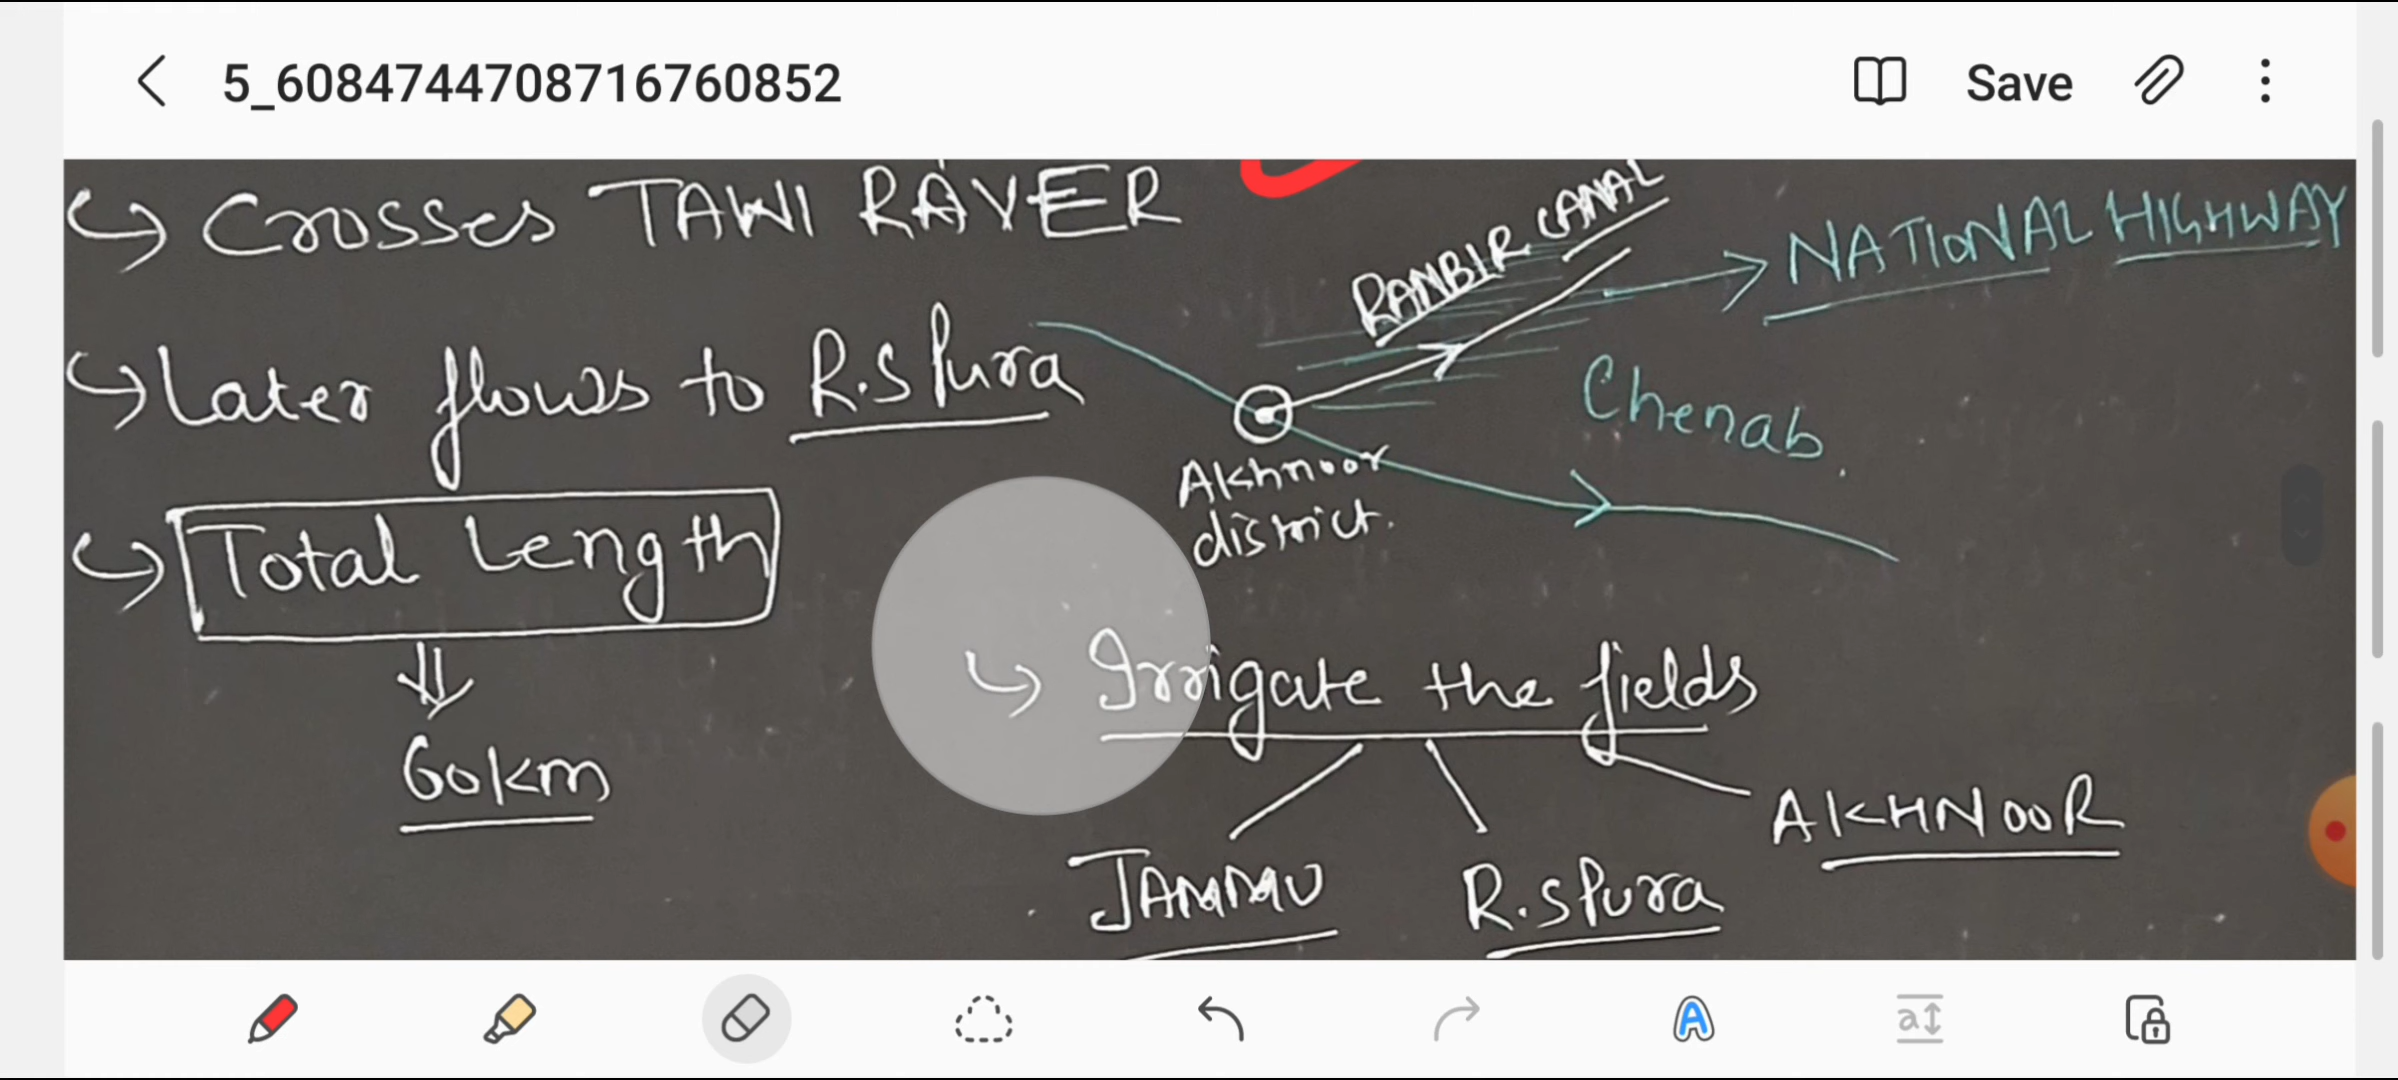 5_6084744708716760852
Save
↪ Crosses TAWI RAVER
RANBIR CANAL
→ NATIONAL HIGHWAY
↪ Later flows to R.S Pura
Chenab.
Akhnoor
district.
↪ Total Length
60km
↪ Irrigate the fields
JAMMU
R.S Pura
AKHNOOR